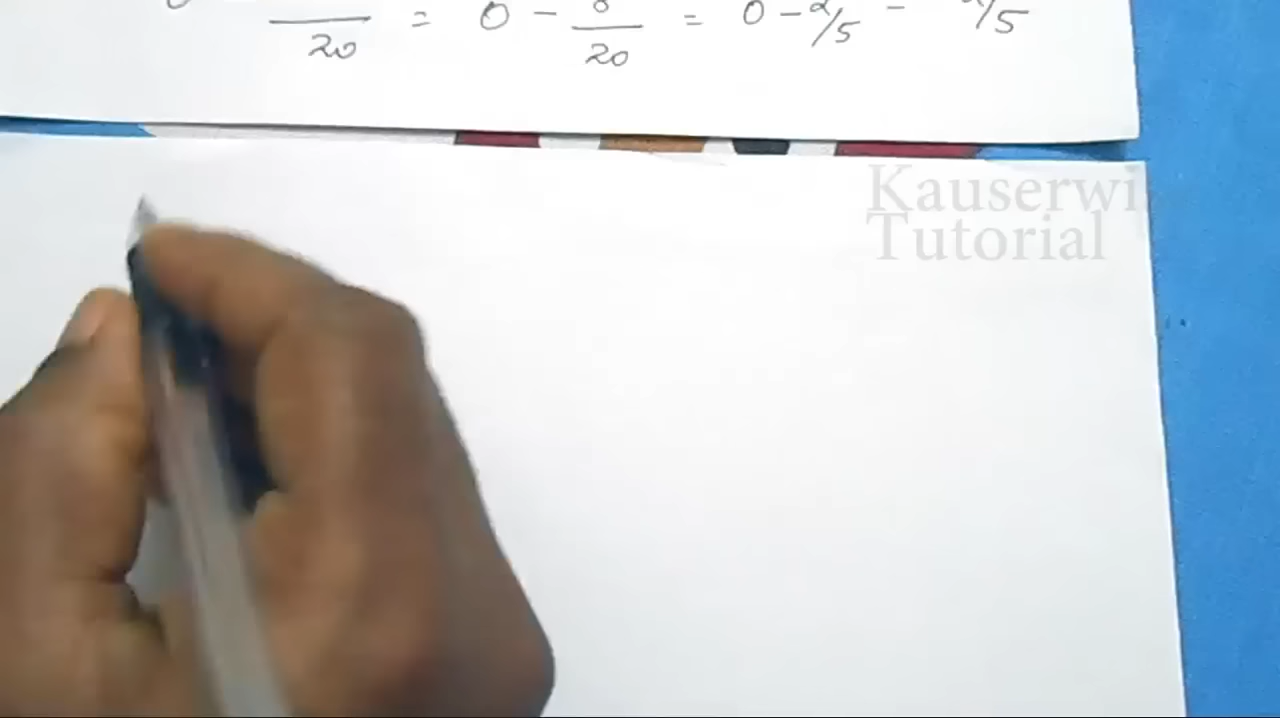 20 = 0 - 8/20 = 0 - 2/5 - 2/5
Kauserwi
Tutorial